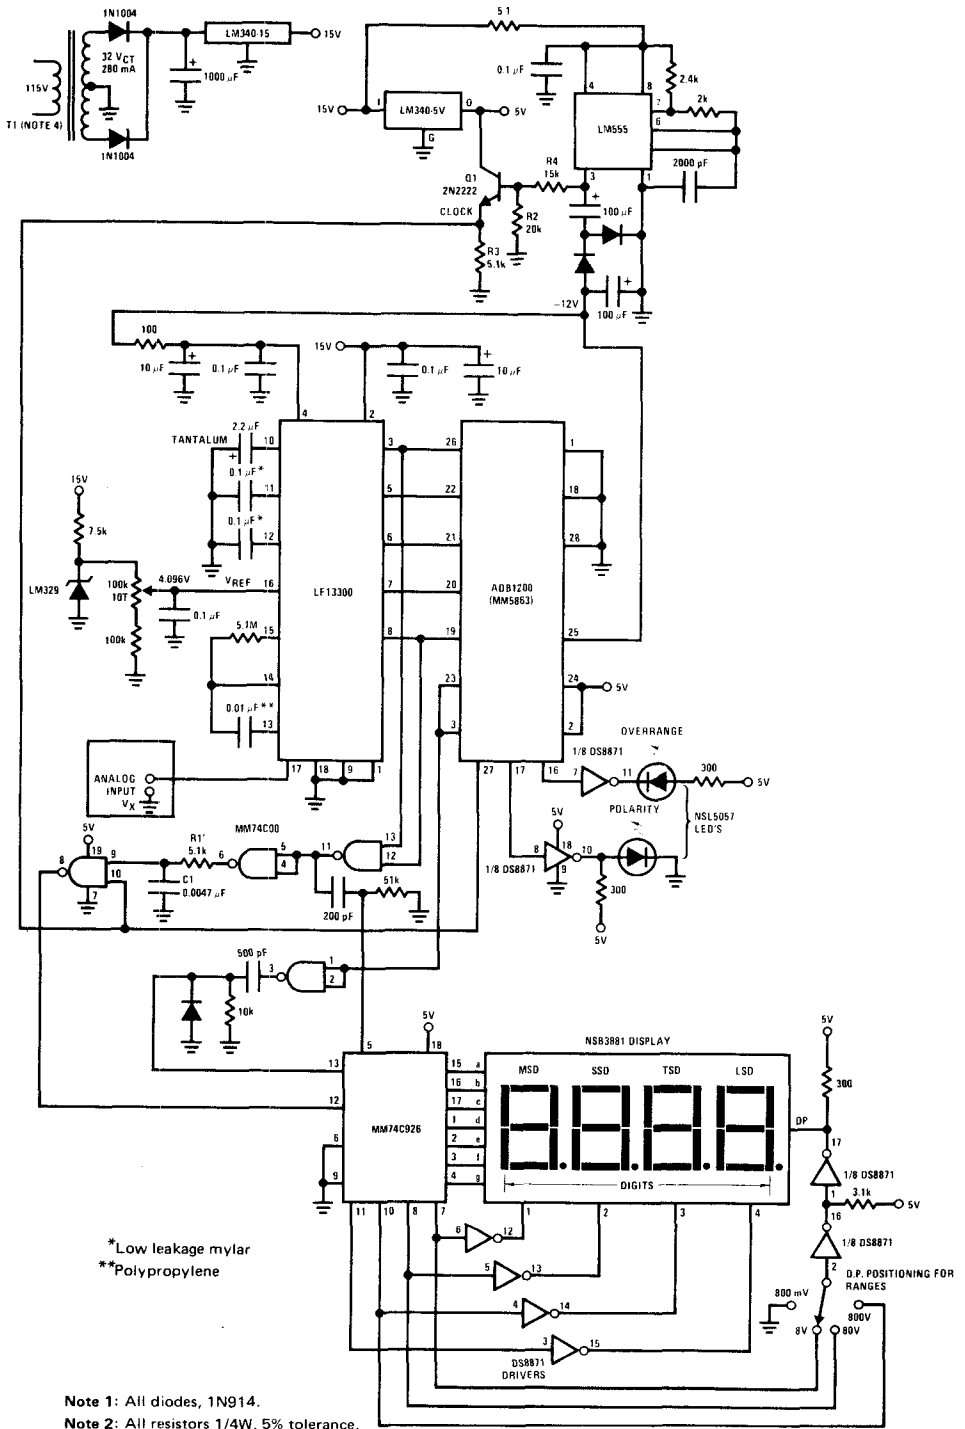 1N1004
32 VCT
280 mA
115V
T1 (NOTE 4)
1N1004
LM340-15
15V
+
1000 µF
51
0.1 µF
4
8
2.4k
7
2k
6
LM555
3
1
2000 pF
15V
I
LM340-5V
O
5V
G
Q1
2N2222
CLOCK
R4
15k
R2
20k
R3
5.1k
+
100 µF
+
100 µF
-12V
100
+
10 µF
0.1 µF
15V
0.1 µF
+
10 µF
4
2
TANTALUM
2.2 µF
+
10
0.1 µF*
11
0.1 µF*
12
15V
7.5k
LM329
100k
10T
4.096V
VREF
16
0.1 µF
100k
5.1M
15
14
0.01 µF**
13
LF13300
3
5
6
7
8
17
18
9
1
26
22
21
20
19
23
3
ADB1200
(MM5863)
1
18
28
25
24
2
5V
27
17
16
ANALOG
INPUT
VX
OVERRANGE
1/8 DS8871
7
11
300
5V
POLARITY
NSL5057
LED'S
5V
8
18
10
9
1/8 DS8871
300
5V
MM74C00
5V
8
19
9
10
7
R1'
5.1k
6
5
4
11
13
12
C1
0.0047 µF
200 pF
51k
500 pF
3
1
2
10k
5
5V
18
13
12
6
9
MM74C926
15 a
16 b
17 c
1 d
2 e
3 f
4 g
11
10
8
7
NSB3881 DISPLAY
MSD
SSD
TSD
LSD
DIGITS
DP
1
2
3
4
6
12
5
13
4
14
3
15
DS8871
DRIVERS
5V
300
17
1/8 DS8871
1
3.1k
5V
16
1/8 DS8871
2
D.P. POSITIONING FOR
RANGES
800 mV
800V
8V
80V
*Low leakage mylar
**Polypropylene
Note 1: All diodes, 1N914.
Note 2: All resistors 1/4W, 5% tolerance.